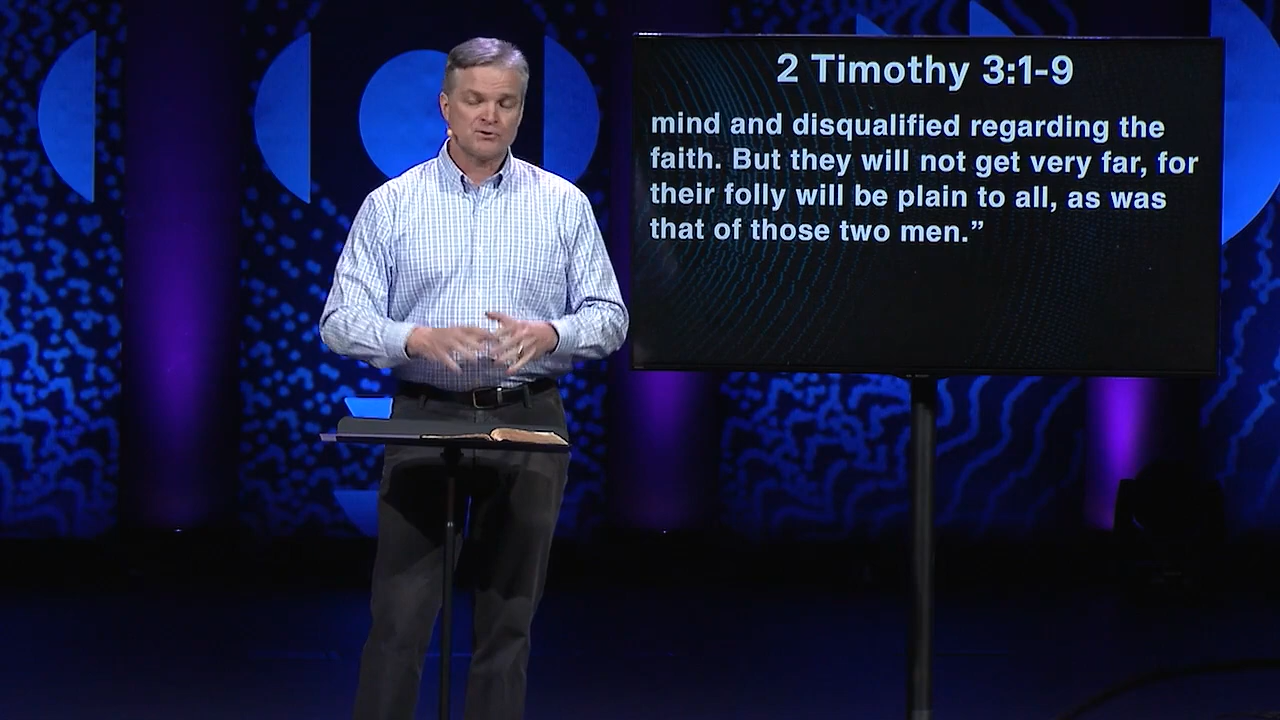 2 Timothy 3:1-9
mind and disqualified regarding the
faith. But they will not get very far, for
their folly will be plain to all, as was
that of those two men.”